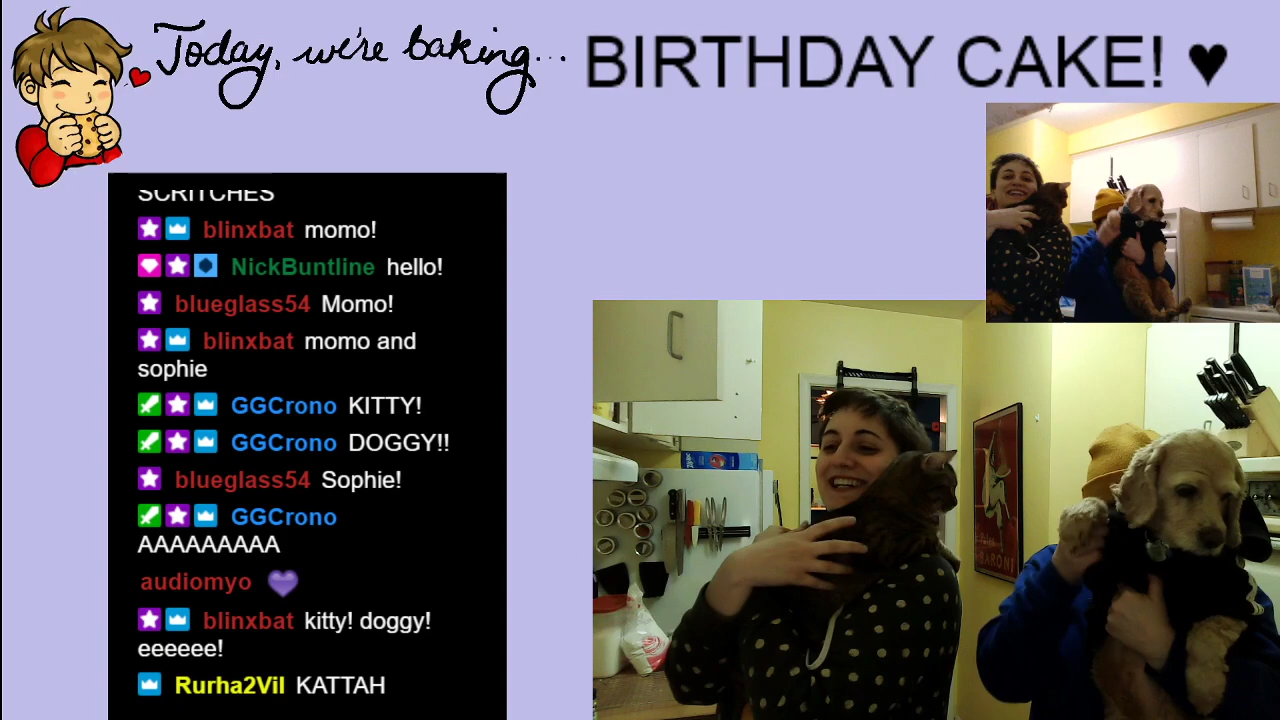 Today, we're baking... BIRTHDAY CAKE! ♥
SCRITCHES
blinxbat momo!
NickBuntline hello!
blueglass54 Momo!
blinxbat momo and
sophie
GGCrono KITTY!
GGCrono DOGGY!!
blueglass54 Sophie!
GGCrono
AAAAAAAAA
audiomyo 💜
blinxbat kitty! doggy!
eeeeee!
Rurha2Vil KATTAH